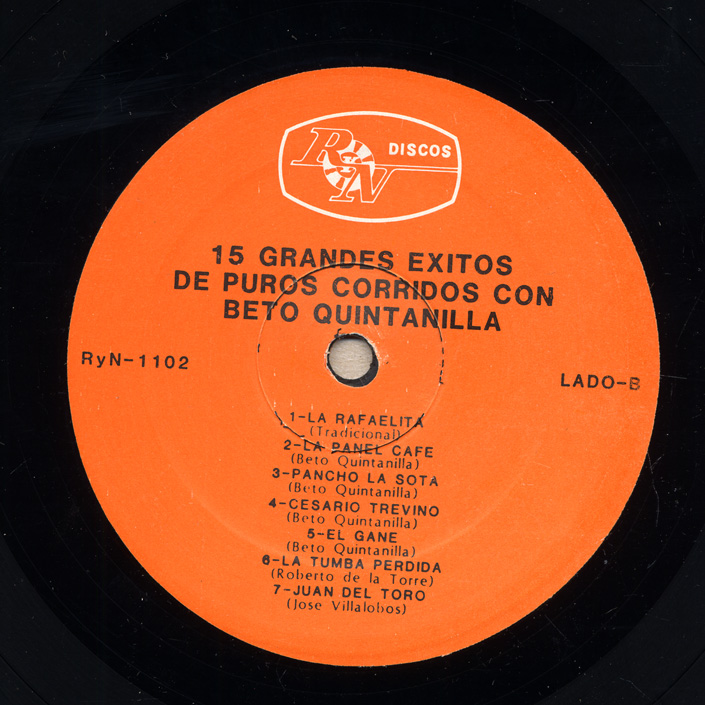 RyN DISCOS
15 GRANDES EXITOS
DE PUROS CORRIDOS CON
BETO QUINTANILLA
RyN-1102
LADO-B
1-LA RAFAELITA
(Tradicional)
2-LA PANEL CAFE
(Beto Quintanilla)
3-PANCHO LA SOTA
(Beto Quintanilla)
4-CESARIO TREVINO
(Beto Quintanilla)
5-EL GANE
(Beto Quintanilla)
6-LA TUMBA PERDIDA
(Roberto de la Torre)
7-JUAN DEL TORO
(Jose Villalobos)